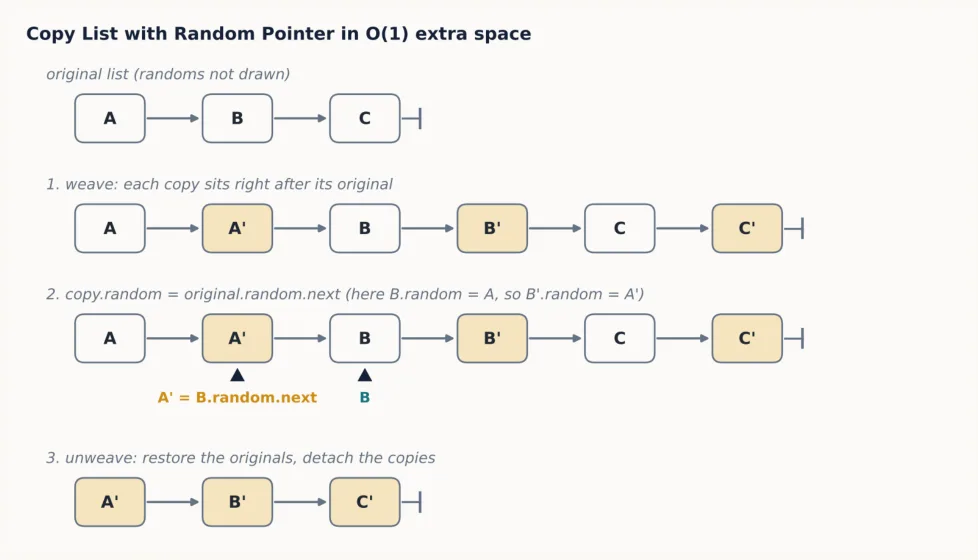 Copy List with Random Pointer in O(1) extra space
original list (randoms not drawn)
A B C
1. weave: each copy sits right after its original
A A' B B' C C'
2. copy.random = original.random.next (here B.random = A, so B'.random = A')
A A' B B' C C'
A' = B.random.next B
3. unweave: restore the originals, detach the copies
A' B' C'